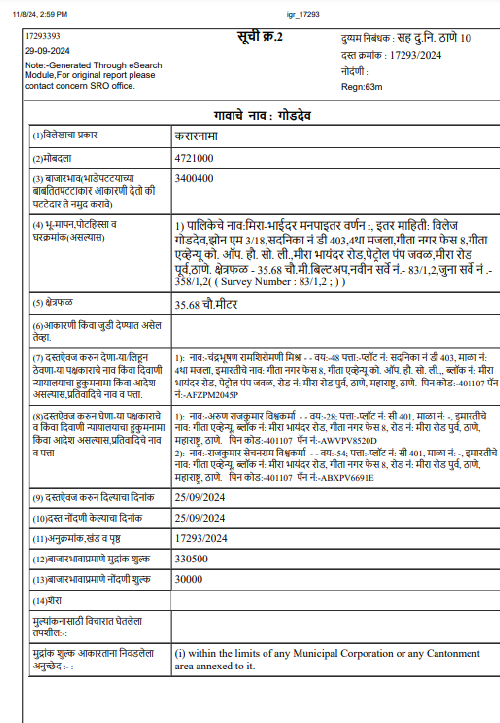 11/8/24, 2:59 PM
igr_17293
17293393
29-09-2024
Note:-Generated Through eSearch
Module,For original report please
contact concern SRO office.
सूची क्र.2
दुय्यम निबंधक : सह दु.नि. ठाणे 10
दस्त क्रमांक : 17293/2024
नोदंणी :
Regn:63m
गावाचे नाव : गोडदेव
(1)विलेखाचा प्रकार
करारनामा
(2)मोबदला
4721000
(3) बाजारभाव(भाडेपटटयाच्या
बाबतितपटटाकार आकारणी देतो की
पटटेदार ते नमुद करावे)
3400400
(4) भू-मापन,पोटहिस्सा व
घरक्रमांक(असल्यास)
1) पालिकेचे नाव:मिरा-भाईंदर मनपाइतर वर्णन :, इतर माहिती: विलेज
गोडदेव,झोन एम 3/18,सदनिका नं डी 403,4था मजला,गीता नगर फेस 8,गीता
एव्हेन्यू को. ऑप. हौ. सो. ली.,मीरा भायंदर रोड,पेट्रोल पंप जवळ,मीरा रोड
पूर्व,ठाणे. क्षेत्रफळ - 35.68 चौ.मी.बिल्टअप,नवीन सर्वे नं.- 83/1,2,जुना सर्वे नं .-
358/1,2( ( Survey Number : 83/1,2 ; ) )
(5) क्षेत्रफळ
35.68 चौ.मीटर
(6)आकारणी किंवा जुडी देण्यात असेल
तेव्हा.
(7) दस्तऐवज करुन देणा-या/लिहून
ठेवणा-या पक्षकाराचे नाव किंवा दिवाणी
न्यायालयाचा हुकुमनामा किंवा आदेश
असल्यास,प्रतिवादिचे नाव व पत्ता.
1): नाव:-चंद्रभूषण रामशिरोमणी मिश्र - - वय:-48 पत्ता:-प्लॉट नं: सदनिका नं डी 403, माळा नं:
4था मजला, इमारतीचे नाव: गीता नगर फेस 8, गीता एव्हेन्यू को. ऑप. हौ. सो. ली.,, ब्लॉक नं: मीरा
भायंदर रोड, पेट्रोल पंप जवळ, रोड नं: मीरा रोड पुर्व, ठाणे, महाराष्ट्र, ठाणे. पिन कोड:-401107 पॅन
नं:-AFZPM2045P
(8)दस्तऐवज करुन घेणा-या पक्षकाराचे
व किंवा दिवाणी न्यायालयाचा हुकुमनामा
किंवा आदेश असल्यास,प्रतिवादिचे नाव
व पत्ता
1): नाव:-अरुण राजकुमार विश्वकर्मा - - वय:-28; पत्ता:-प्लॉट नं: सी 401, माळा नं: -, इमारतीचे
नाव: गीता एव्हेन्यू, ब्लॉक नं: मीरा भायंदर रोड, गीता नगर फेस 8, रोड नं: मीरा रोड पुर्व, ठाणे,
महाराष्ट्र, ठाणे. पिन कोड:-401107 पॅन नं:-AWVPV8520D
2): नाव:-राजकुमार सेचनराम विश्वकर्मा - - वय:-54; पत्ता:-प्लॉट नं: सी 401, माळा नं: -, इमारतीचे
नाव: गीता एव्हेन्यू, ब्लॉक नं: मीरा भायंदर रोड, गीता नगर फेस 8, रोड नं: मीरा रोड पुर्व, ठाणे,
महाराष्ट्र, ठाणे. पिन कोड:-401107 पॅन नं:-ABXPV6691E
(9) दस्तऐवज करुन दिल्याचा दिनांक
25/09/2024
(10)दस्त नोंदणी केल्याचा दिनांक
25/09/2024
(11)अनुक्रमांक,खंड व पृष्ठ
17293/2024
(12)बाजारभावाप्रमाणे मुद्रांक शुल्क
330500
(13)बाजारभावाप्रमाणे नोंदणी शुल्क
30000
(14)शेरा
मुल्यांकनासाठी विचारात घेतलेला
तपशील:-:
मुद्रांक शुल्क आकारताना निवडलेला
अनुच्छेद :- :
(i) within the limits of any Municipal Corporation or any Cantonment
area annexed to it.